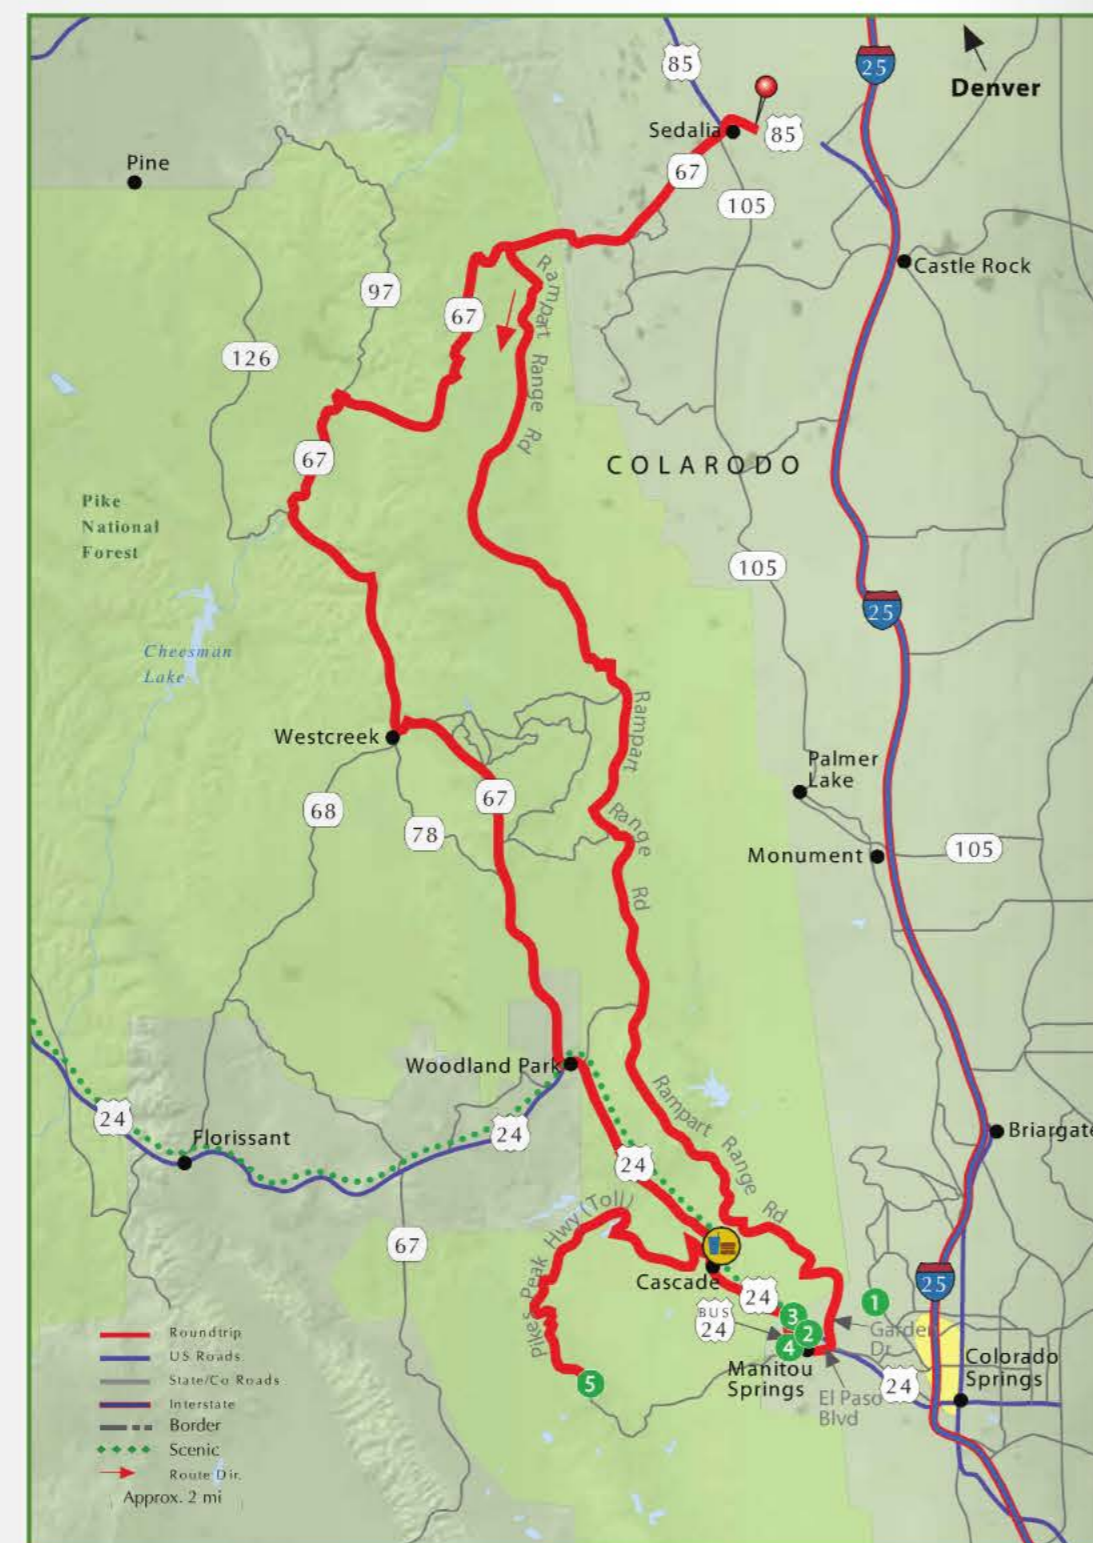 85
25
Denver
Sedalia
85
Pine
67
105
Castle Rock
97
67
Rampart Range Rd
126
67
COLARODO
Pike
National
Forest
105
25
Cheesman
Lake
Westcreek
Rampart Range Rd
Palmer
Lake
67
68
78
Monument
105
Woodland Park
24
Florissant
24
Rampart Range Rd
Briargate
24
67
Pikes Peak Hwy (Toll)
Cascade
24
25
1
BUS
24
3
2
4
Garden
Dr
Manitou
Springs
5
24
El Paso
Blvd
Colorado
Springs
Roundtrip
US Roads
State/Co Roads
Interstate
Border
Scenic
Route Dir.
Approx. 2 mi